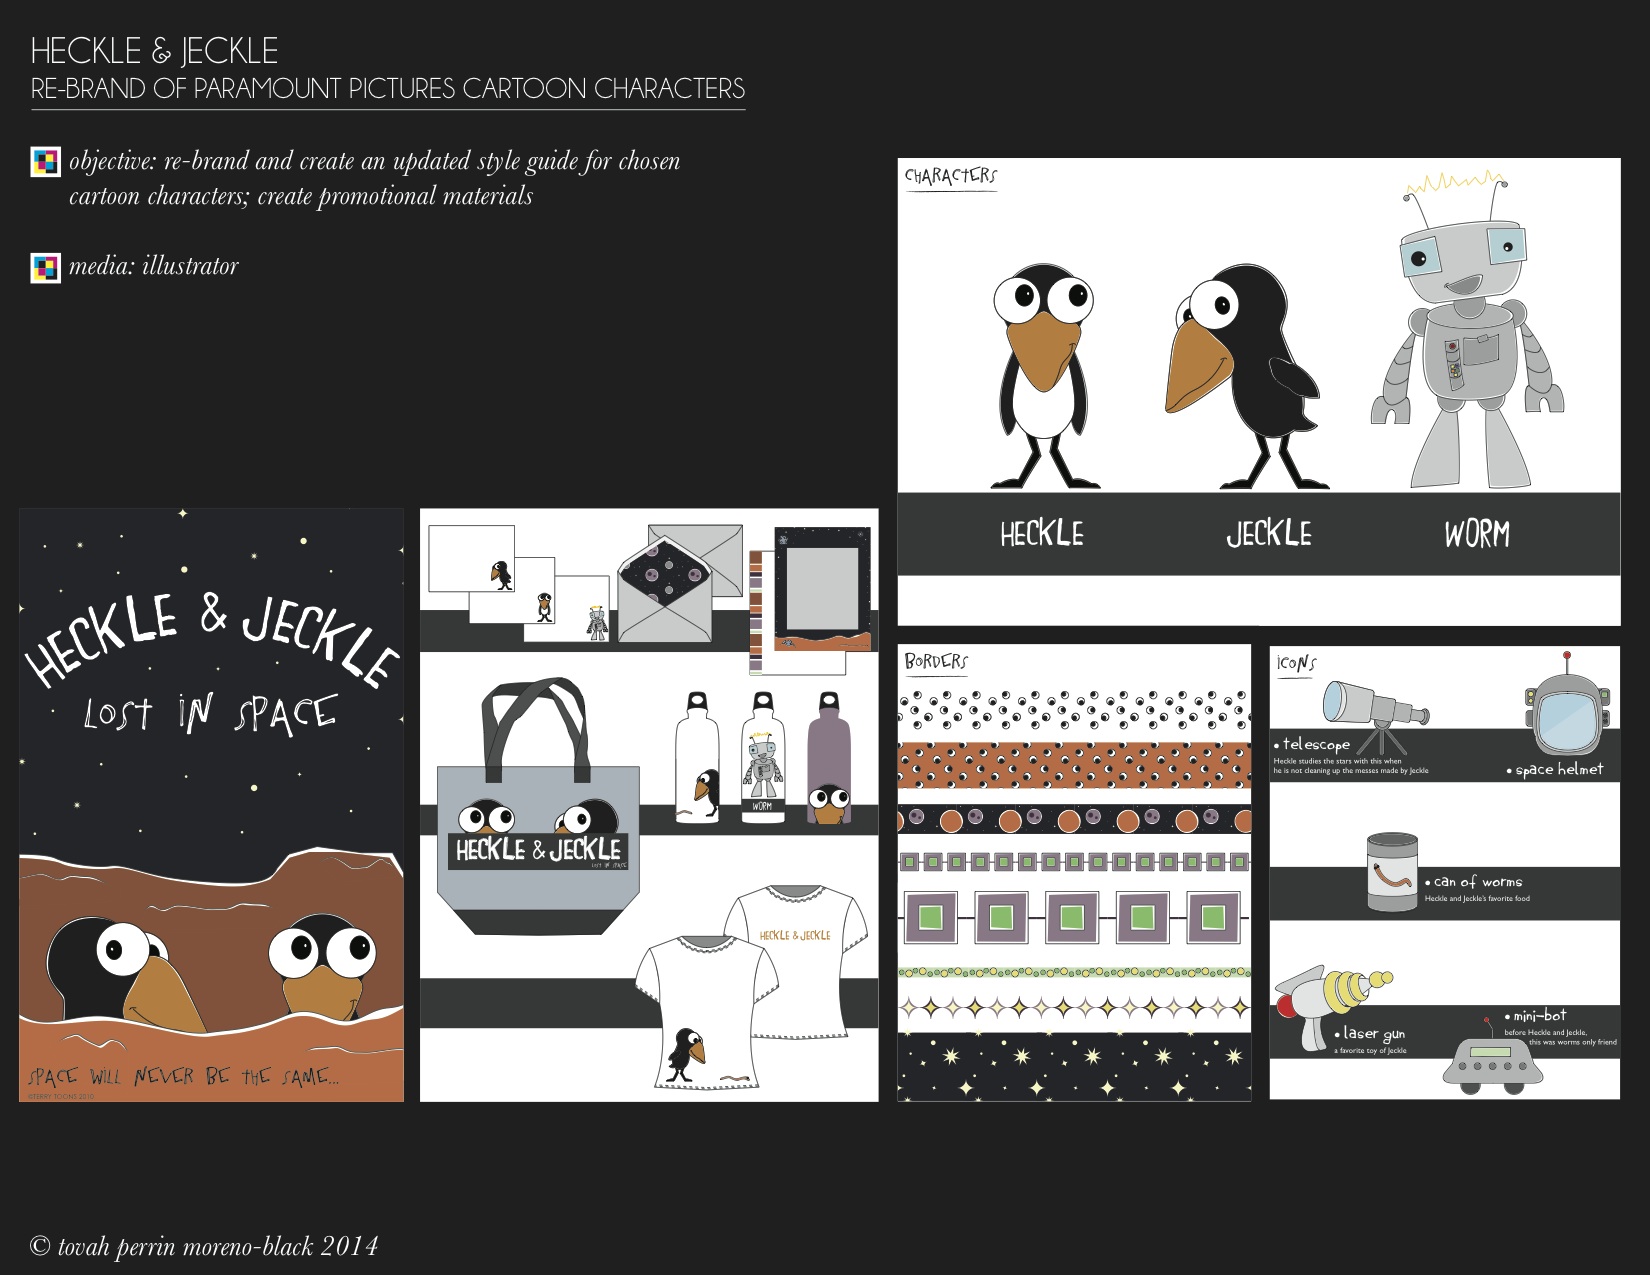 HECKLE & JECKLE
RE-BRAND OF PARAMOUNT PICTURES CARTOON CHARACTERS
objective: re-brand and create an updated style guide for chosen
cartoon characters; create promotional materials
media: illustrator
CHARACTERS
HECKLE
JECKLE
WORM
HECKLE & JECKLE
LOST IN SPACE
SPACE WILL NEVER BE THE SAME...
©TERRY TOONS 2010
WORM
HECKLE & JECKLE
LOST IN SPACE
HECKLE & JECKLE
BORDERS
iCONS
• telescope
Heckle studies the stars with this when
he is not cleaning up the messes made by Jeckle
• space helmet
• can of worms
Heckle and Jeckle's favorite food
• laser gun
a favorite toy of Jeckle
• mini-bot
before Heckle and Jeckle,
this was worms only friend
© tovah perrin moreno-black 2014